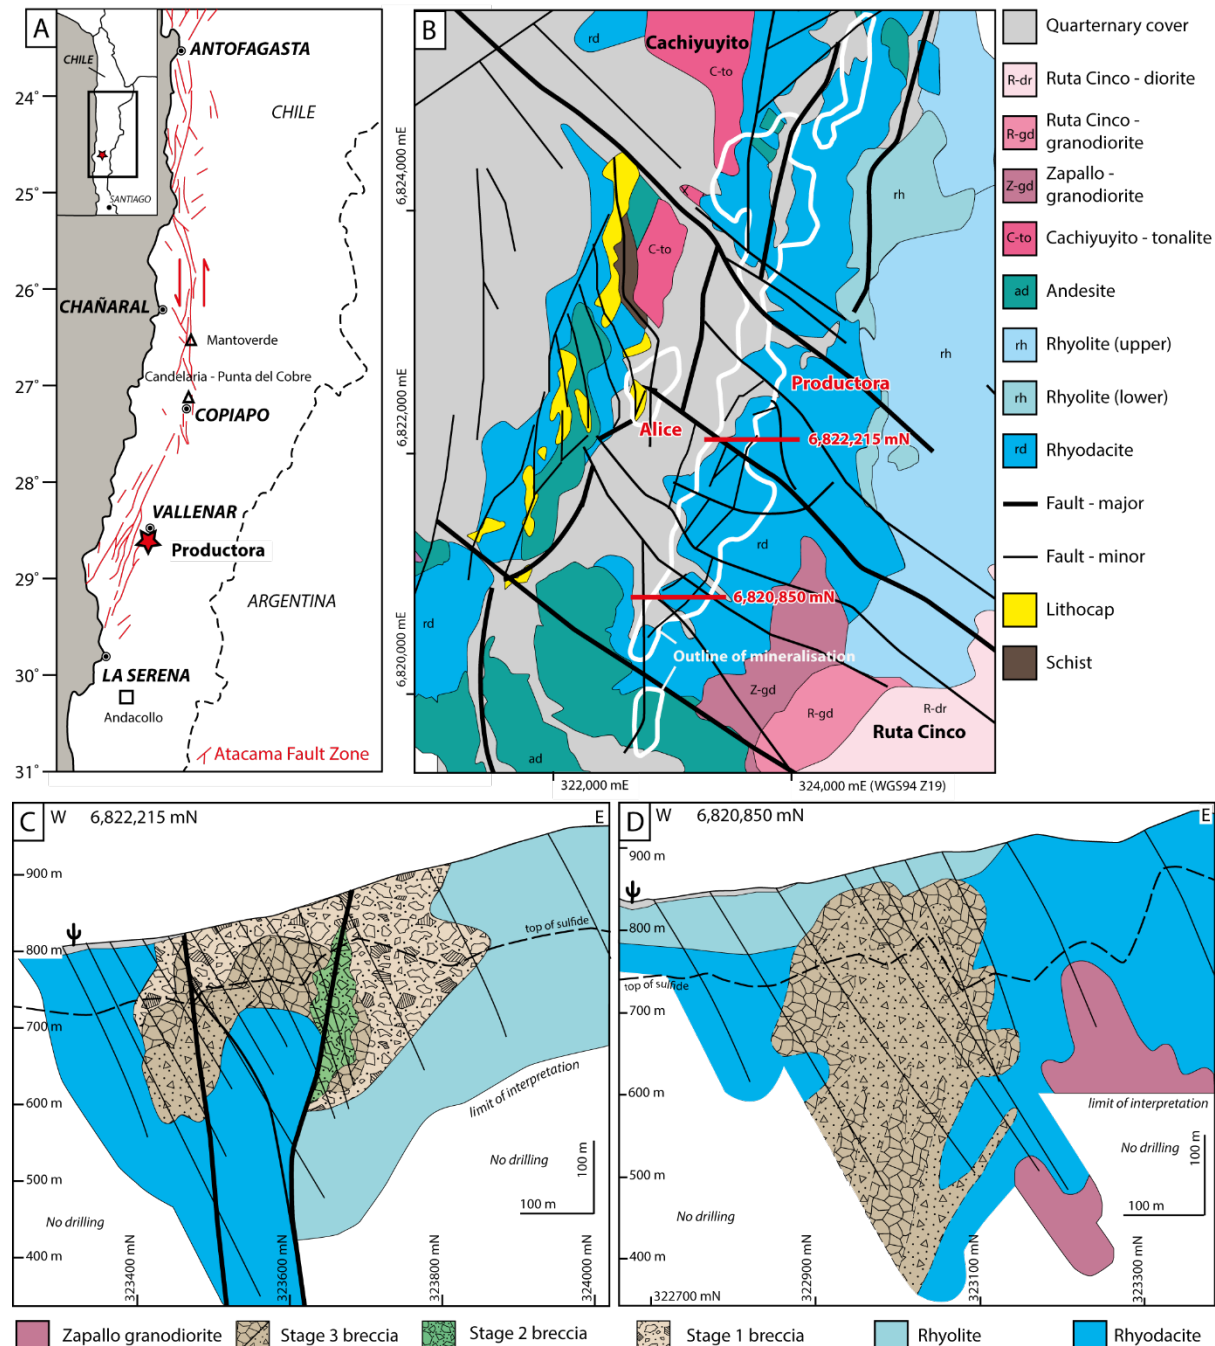 A
CHILE
SANTIAGO
ANTOFAGASTA
CHILE
24°
25°
26°
27°
28°
29°
30°
31°
CHAÑARAL
Mantoverde
Candelaria - Punta del Cobre
COPIAPO
VALLENAR
Productora
ARGENTINA
LA SERENA
Andacollo
Atacama Fault Zone
B
rd
Cachiyuyito
C-to
rh
C-to
rh
Productora
Alice
6,822,215 mN
rd
rd
6,820,850 mN
Outline of mineralisation
Z-gd
R-gd
R-dr
Ruta Cinco
ad
6,824,000 mE
6,822,000 mE
6,820,000 mE
322,000 mE
324,000 mE (WGS94 Z19)
Quarternary cover
R-dr
Ruta Cinco - diorite
R-gd
Ruta Cinco -
granodiorite
Z-gd
Zapallo -
granodiorite
C-to
Cachiyuyito - tonalite
ad
Andesite
rh
Rhyolite (upper)
rh
Rhyolite (lower)
rd
Rhyodacite
Fault - major
Fault - minor
Lithocap
Schist
C
W
6,822,215 mN
E
900 m
800 m
700 m
600 m
500 m
400 m
top of sulfide
limit of interpretation
No drilling
No drilling
100 m
100 m
323400 mN
323600 mN
323800 mN
324000 mN
D
W
6,820,850 mN
E
900 m
800 m
top of sulfide
700 m
600 m
500 m
400 m
limit of interpretation
No drilling
No drilling
100 m
100 m
322700 mN
322900 mN
323100 mN
323300 mN
Zapallo granodiorite
Stage 3 breccia
Stage 2 breccia
Stage 1 breccia
Rhyolite
Rhyodacite